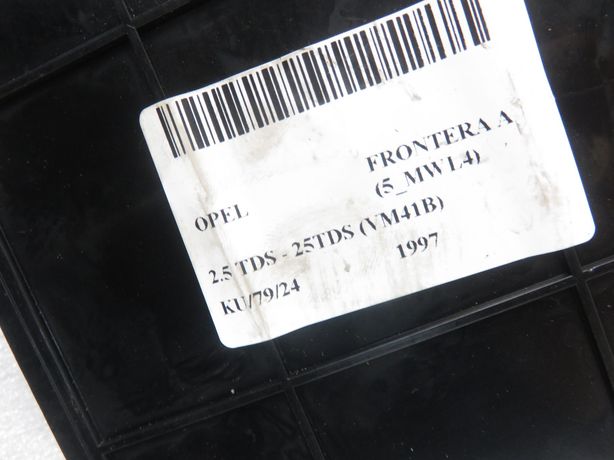 OPEL FRONTERA A
(5_MWL4)
2.5 TDS - 25TDS (VM41B)
KU/79/24 1997